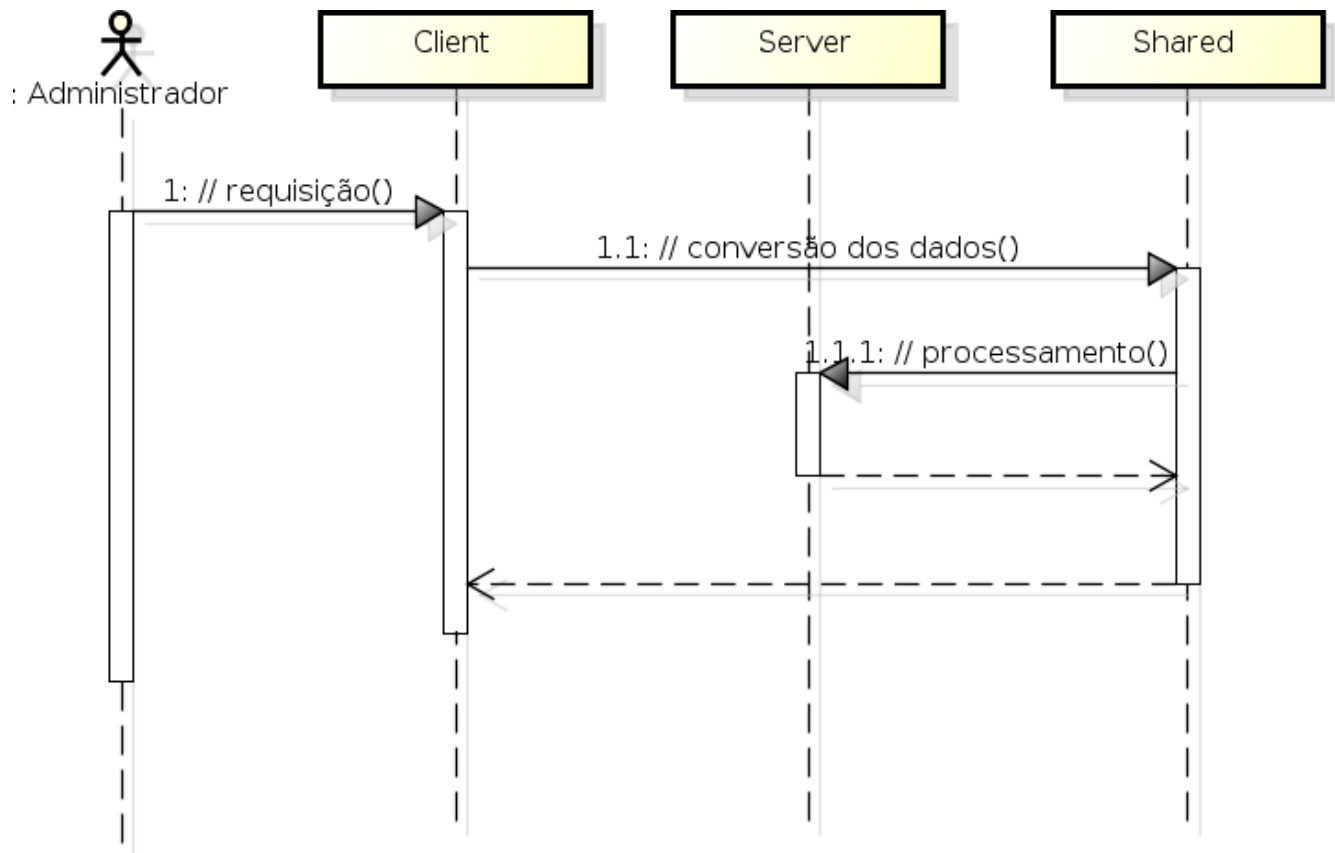 Client
Server
Shared
: Administrador
1: // requisição()
1.1: // conversão dos dados()
1.1.1: // processamento()